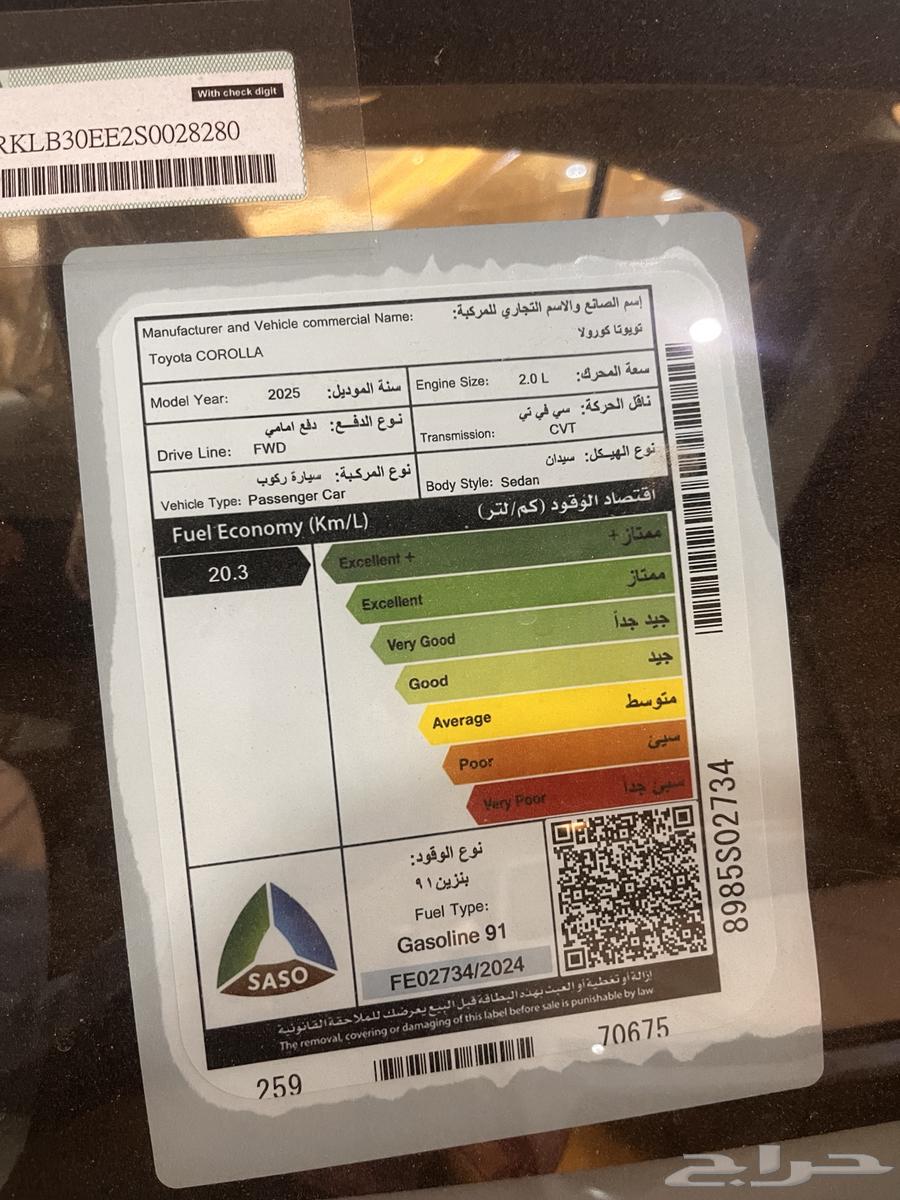 With check digit
RKLB30EE2S0028280
إسم الصانع والاسم التجاري للمركبة:
Manufacturer and Vehicle commercial Name:
تويوتا كورولا
Toyota COROLLA
Model Year: 2025 سنة الموديل:
Engine Size: 2.0 L سعة المحرك:
نوع الدفع: دفع امامي
Drive Line: FWD
ناقل الحركة: سي في تي
Transmission: CVT
نوع المركبة: سيارة ركوب
Vehicle Type: Passenger Car
نوع الهيكل: سيدان
Body Style: Sedan
Fuel Economy (Km/L) اقتصاد الوقود (كم/لتر)
20.3
Excellent + ممتاز +
Excellent ممتاز
Very Good جيد جداً
Good جيد
Average متوسط
Poor سيئ
Very Poor سيئ جداً
نوع الوقود:
بنزين ٩١
Fuel Type:
Gasoline 91
FE02734/2024
SASO
8985S02734
إزالة أو تغطية أو العبث بهذه البطاقة قبل البيع يعرضك للملاحقة القانونية
The removal, covering or damaging of this label before sale is punishable by law
259
70675
حراج